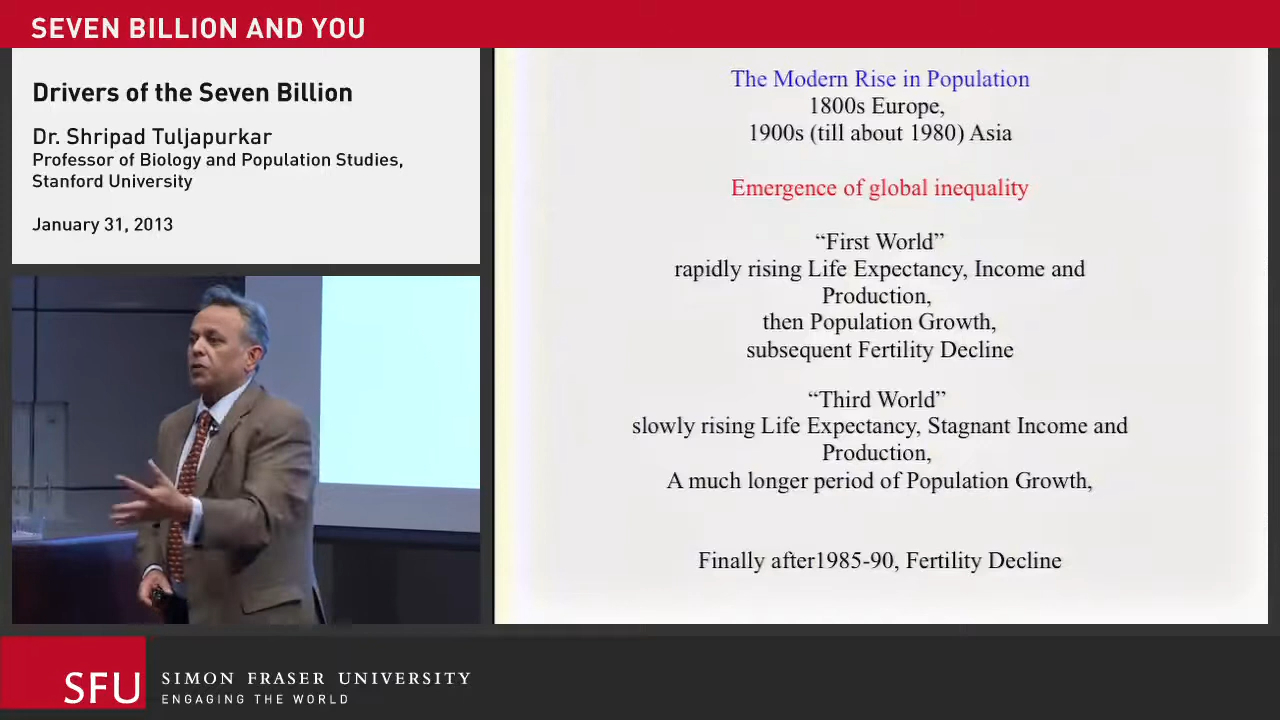 SEVEN BILLION AND YOU
Drivers of the Seven Billion
Dr. Shripad Tuljapurkar
Professor of Biology and Population Studies,
Stanford University
January 31, 2013
The Modern Rise in Population
1800s Europe,
1900s (till about 1980) Asia
Emergence of global inequality
“First World”
rapidly rising Life Expectancy, Income and
Production,
then Population Growth,
subsequent Fertility Decline
“Third World”
slowly rising Life Expectancy, Stagnant Income and
Production,
A much longer period of Population Growth,
Finally after1985-90, Fertility Decline
SFU
SIMON FRASER UNIVERSITY
ENGAGING THE WORLD